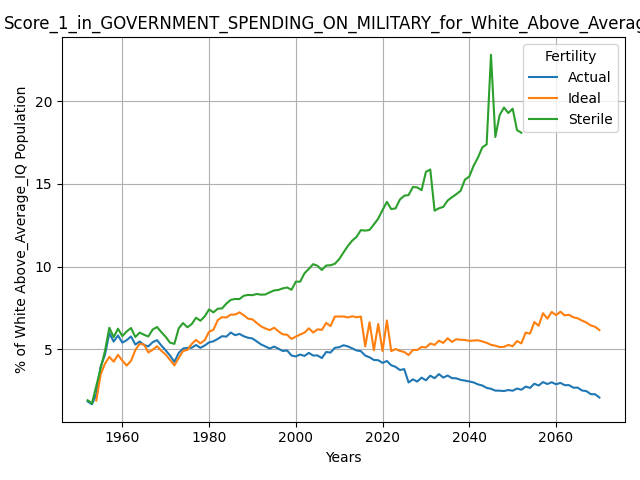 Score_1_in_GOVERNMENT_SPENDING_ON_MILITARY_for_White_Above_Averag
Fertility
Actual
Ideal
Sterile
% of White Above_Average_IQ Population
20
15
10
5
1960 1980 2000 2020 2040 2060
Years